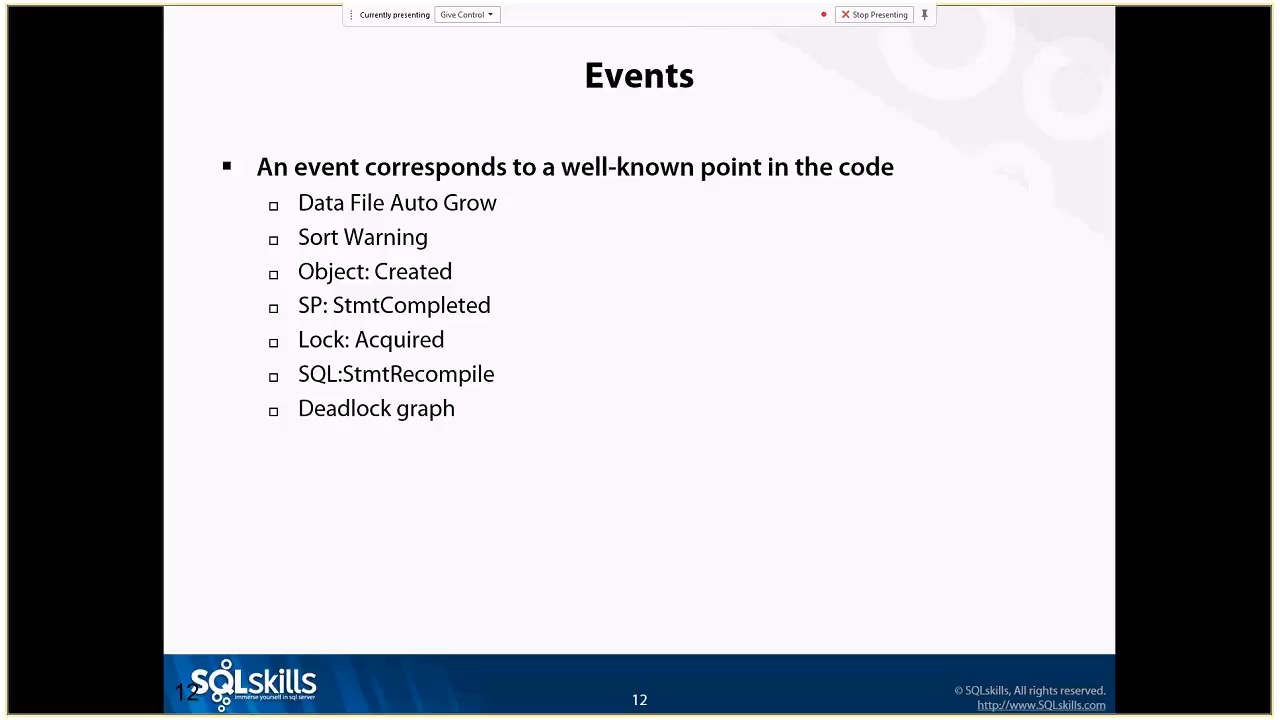 Currently presenting
Give Control
Stop Presenting
Events
An event corresponds to a well-known point in the code
Data File Auto Grow
Sort Warning
Object: Created
SP: StmtCompleted
Lock: Acquired
SQL:StmtRecompile
Deadlock graph
12
SQLskills
immerse yourself in sql server
12
© SQLskills, All rights reserved.
http://www.SQLskills.com